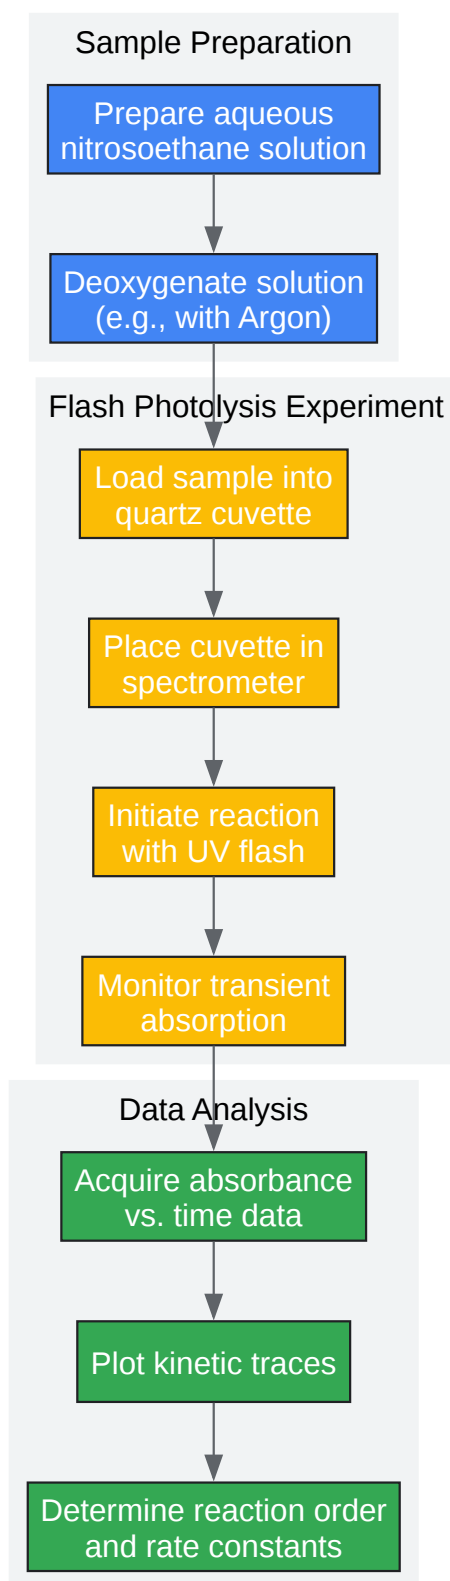 Sample Preparation
Prepare aqueous
nitrosoethane solution
Deoxygenate solution
(e.g., with Argon)
Flash Photolysis Experiment
Load sample into
quartz cuvette
Place cuvette in
spectrometer
Initiate reaction
with UV flash
Monitor transient
absorption
Data Analysis
Acquire absorbance
vs. time data
Plot kinetic traces
Determine reaction order
and rate constants